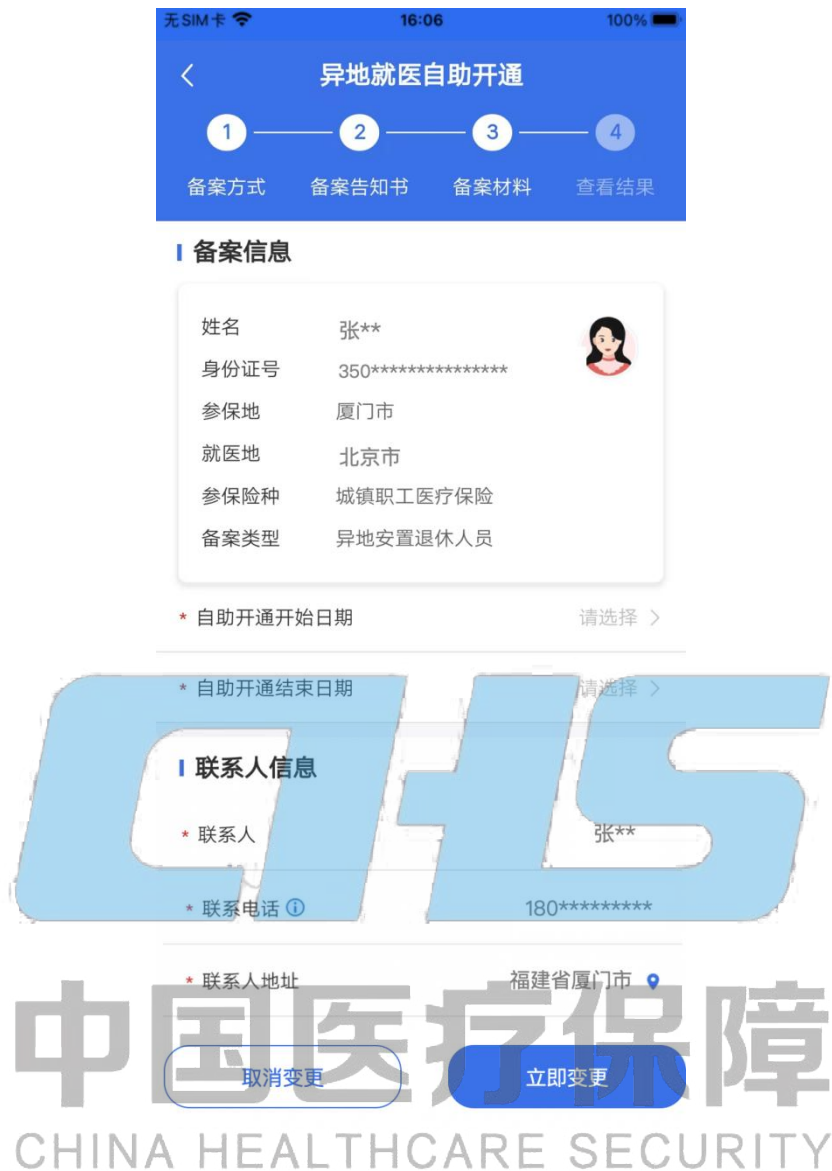 无SIM卡 16:06 100%
异地就医自助开通
1 2 3 4
备案方式 备案告知书 备案材料 查看结果
备案信息
姓名 张**
身份证号 350***************
参保地 厦门市
就医地 北京市
参保险种 城镇职工医疗保险
备案类型 异地安置退休人员
* 自助开通开始日期 请选择
* 自助开通结束日期 请选择
联系人信息
* 联系人 张**
* 联系电话 180*********
* 联系人地址 福建省厦门市
取消变更 立即变更
CHS
中国医疗保障
CHINA HEALTHCARE SECURITY